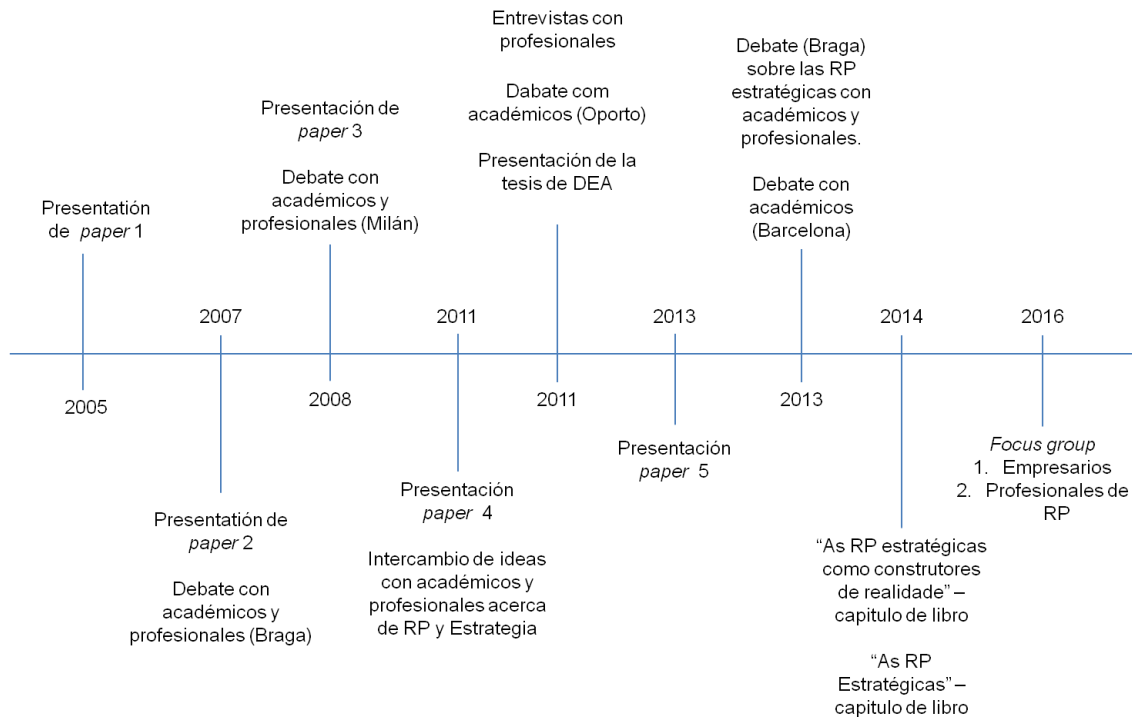 Presentatión
de paper 1
2005
2007
Presentatión de
paper 2
Debate con
académicos y
profesionales (Braga)
Presentación de
paper 3
Debate con
académicos y
profesionales (Milán)
2008
2011
Presentación
paper 4
Intercambio de ideas
con académicos y
profesionales acerca
de RP y Estrategia
Entrevistas con
profesionales
Dabate com
académicos (Oporto)
Presentación de la
tesis de DEA
2011
2013
Presentación
paper 5
Debate (Braga)
sobre las RP
estratégicas con
académicos y
profesionales.
Debate con
académicos
(Barcelona)
2013
2014
“As RP estratégicas
como construtores
de realidade” –
capitulo de libro
“As RP
Estratégicas” –
capitulo de libro
2016
Focus group
1. Empresarios
2. Profesionales de
RP